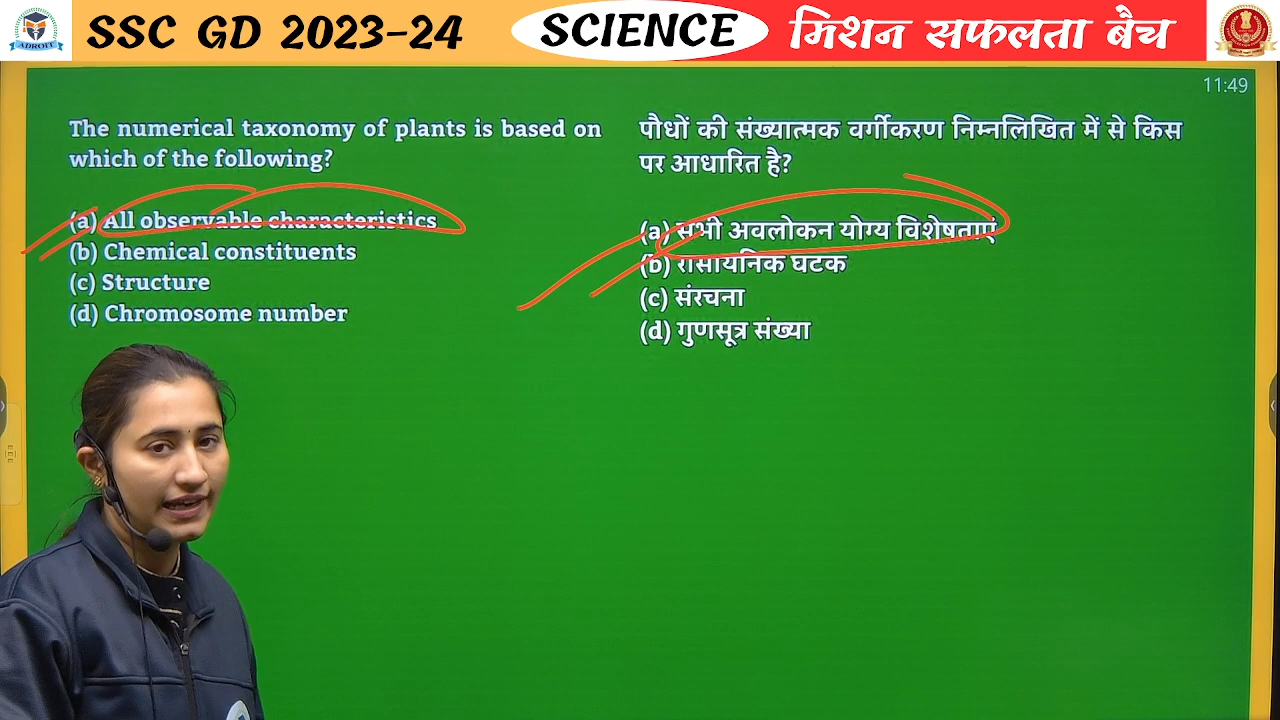 ADROIT
SSC GD 2023-24
SCIENCE
मिशन सफलता बैच
11:49
The numerical taxonomy of plants is based on
which of the following?
(a) All observable characteristics
(b) Chemical constituents
(c) Structure
(d) Chromosome number
पौधों की संख्यात्मक वर्गीकरण निम्नलिखित में से किस
पर आधारित है?
(a) सभी अवलोकन योग्य विशेषताएं
(b) रासायनिक घटक
(c) संरचना
(d) गुणसूत्र संख्या